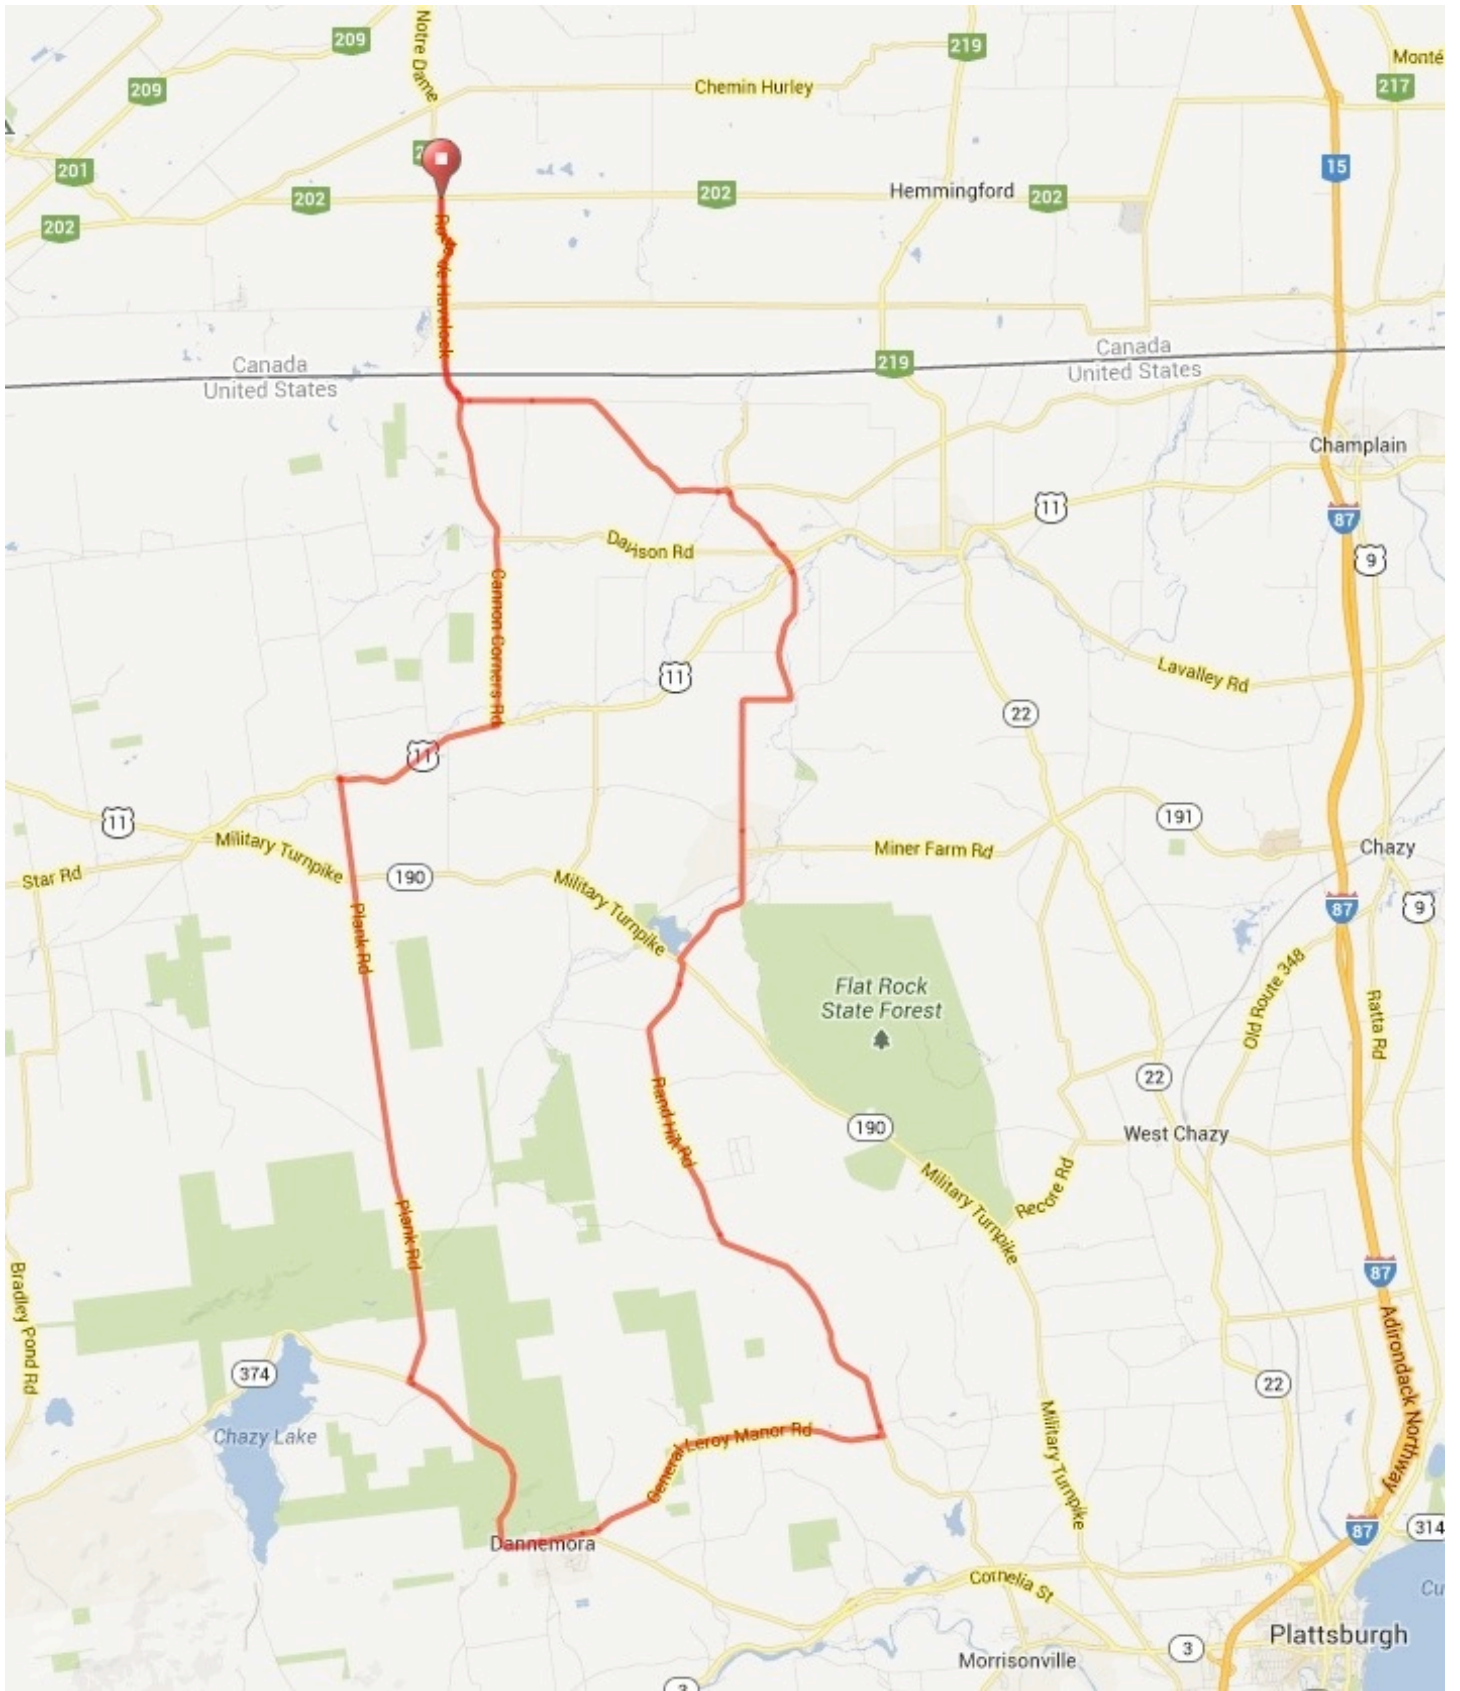 Notre Dame
209
219
Monté
209
Chemin Hurley
217
201
15
202
202
Hemmingford
202
202
Route de Havelock
Canada
United States
219
Canada
United States
Champlain
11
87
Davison Rd
9
Cannon Corners Rd
11
Lavalley Rd
22
11
11
191
Military Turnpike
Miner Farm Rd
Chazy
Star Rd
190
Military Turnpike
87
9
Plank Rd
Flat Rock
State Forest
Old Route 348
Ratta Rd
22
Rand Hill Rd
190
West Chazy
Military Turnpike
Recore Rd
Plank Rd
87
Bradley Pond Rd
Adirondack Northway
374
22
Chazy Lake
General Leroy Manor Rd
Military Turnpike
87
314
Dannemora
Cornelia St
Cu
Plattsburgh
3
Morrisonville
3